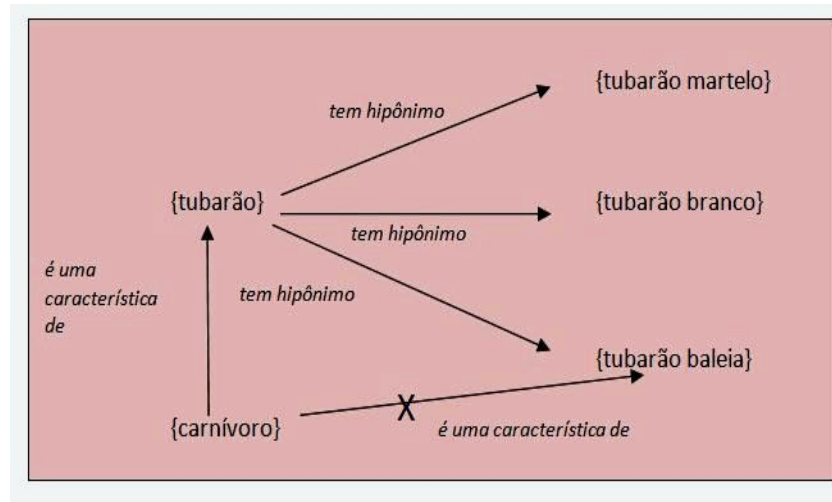 {tubarão martelo}
tem hipônimo
{tubarão}
{tubarão branco}
tem hipônimo
é uma
característica
de
tem hipônimo
{tubarão baleia}
X
{carnívoro}
é uma característica de